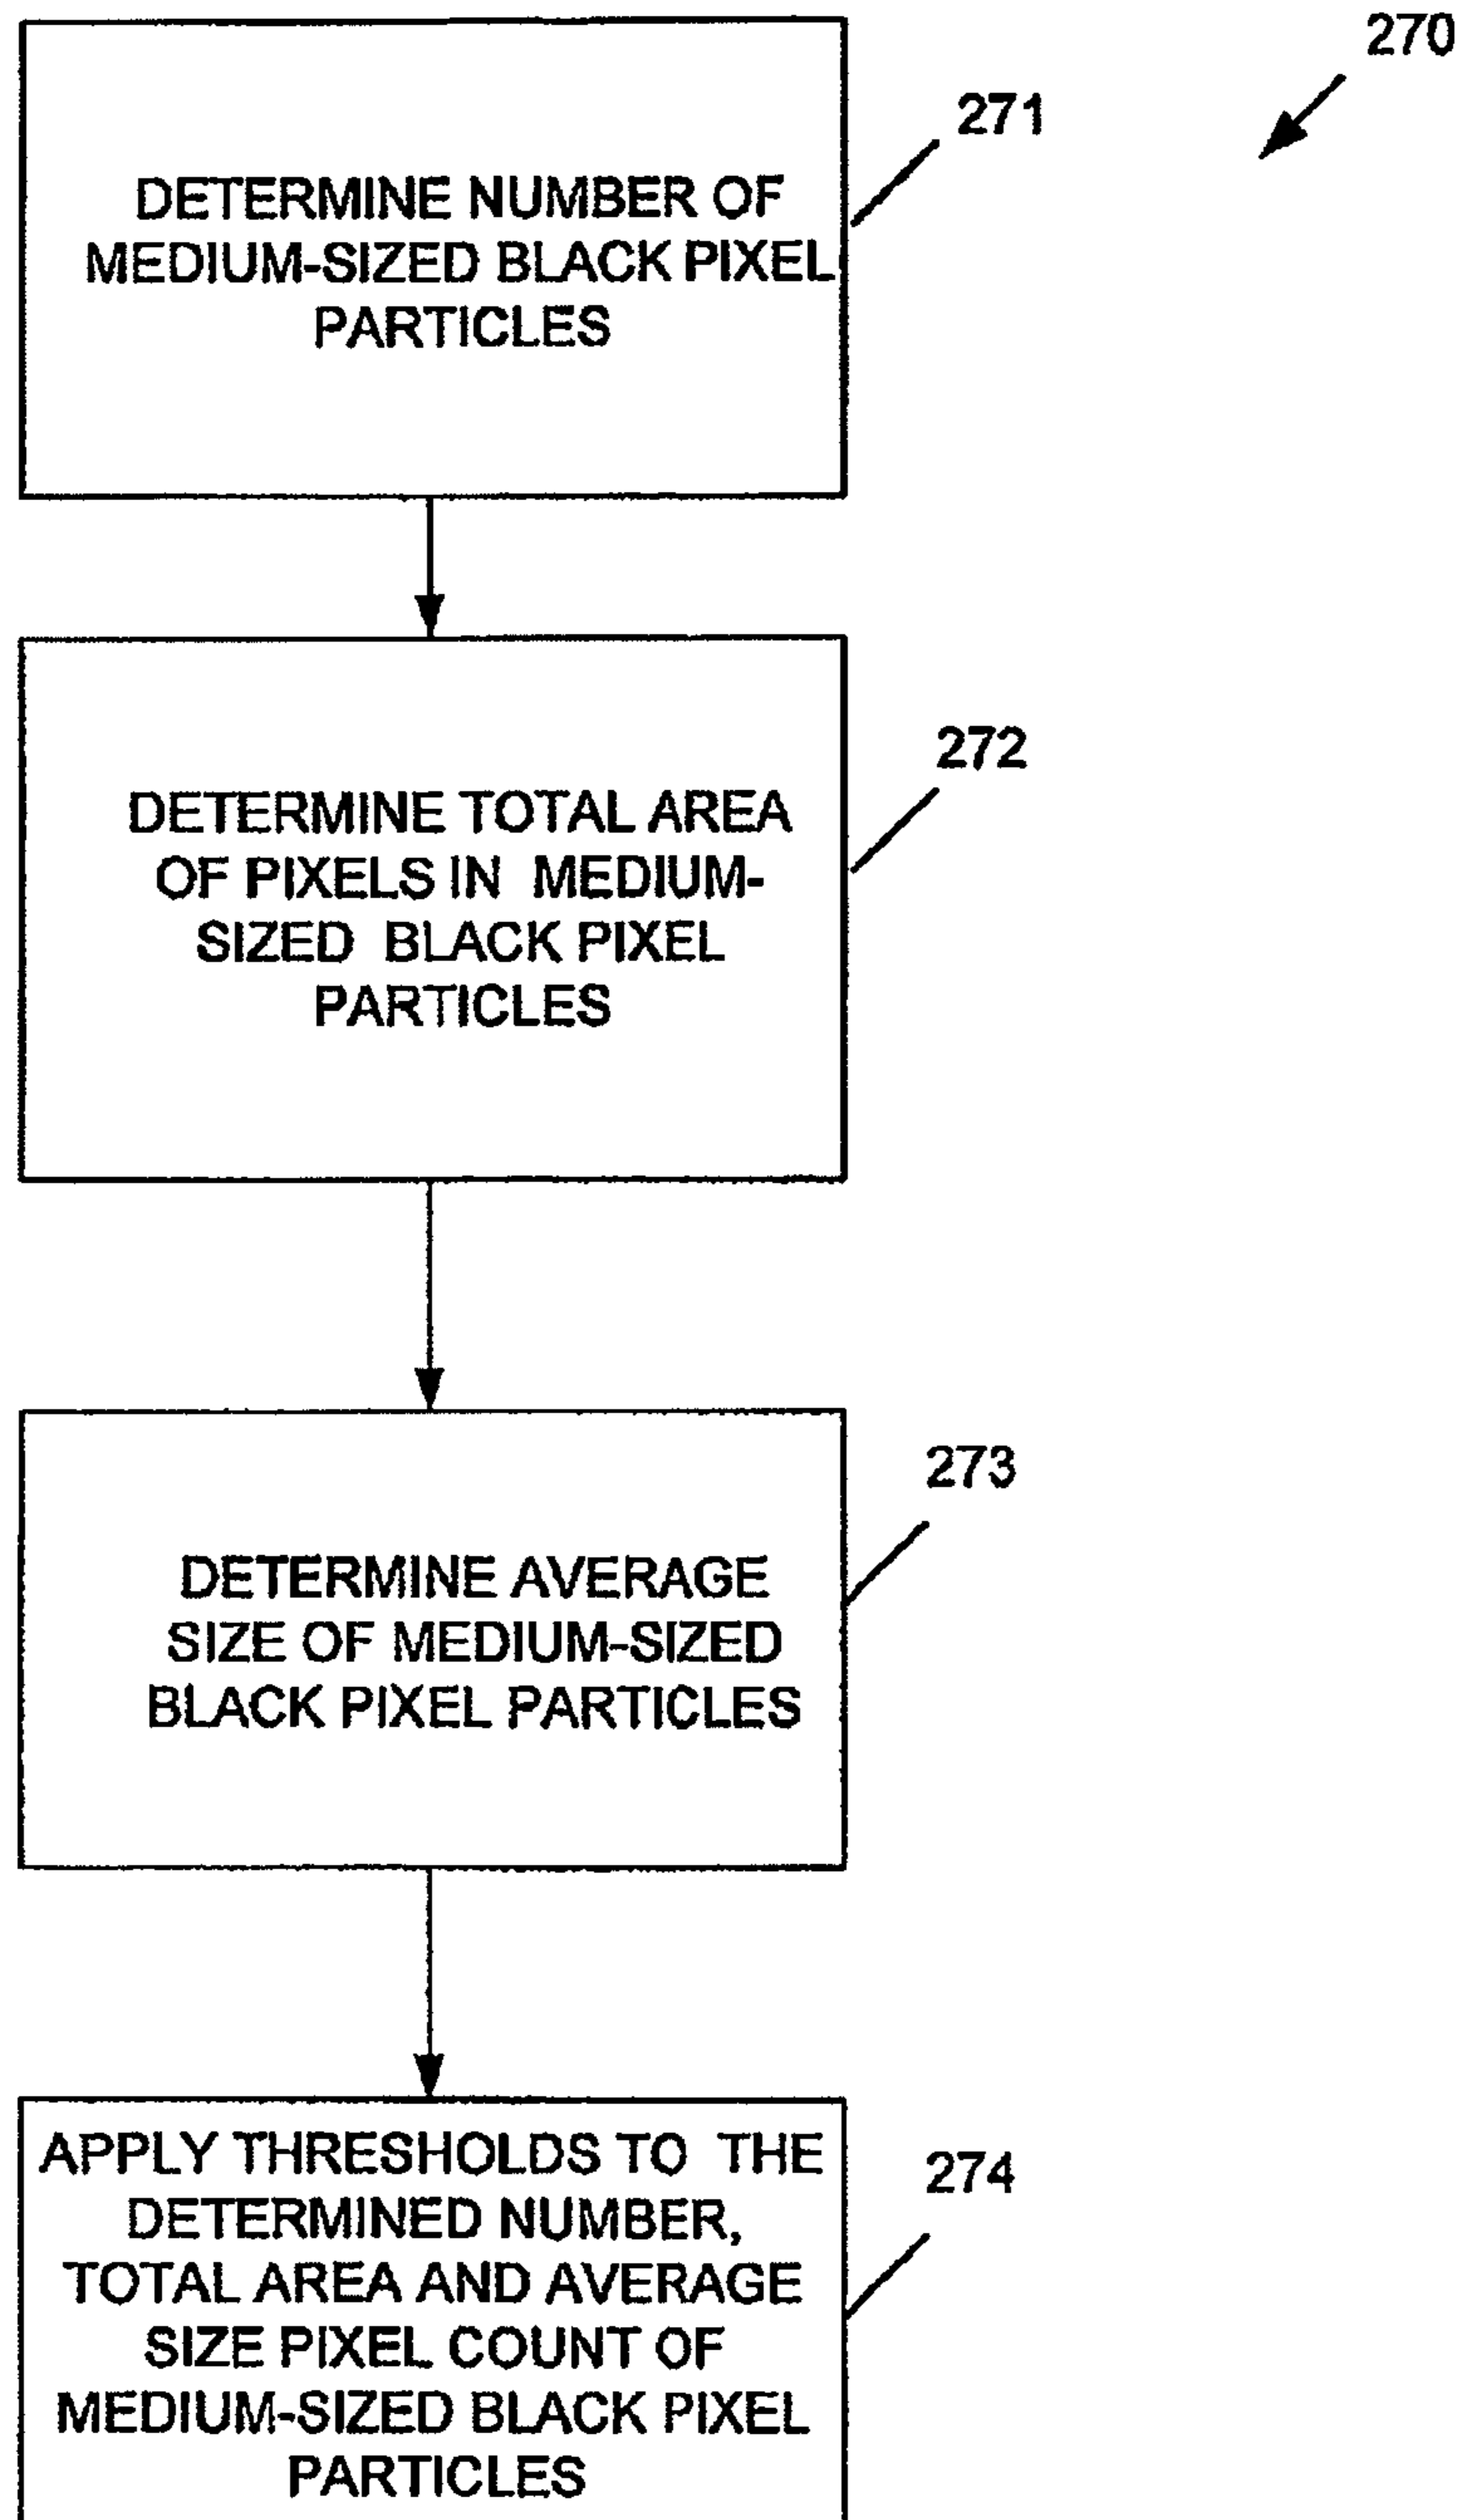 270
271
DETERMINE NUMBER OF
MEDIUM-SIZED BLACK PIXEL
PARTICLES
272
DETERMINE TOTAL AREA
OF PIXELS IN MEDIUM-
SIZED BLACK PIXEL
PARTICLES
273
DETERMINE AVERAGE
SIZE OF MEDIUM-SIZED
BLACK PIXEL PARTICLES
274
APPLY THRESHOLDS TO THE
DETERMINED NUMBER,
TOTAL AREA AND AVERAGE
SIZE PIXEL COUNT OF
MEDIUM-SIZED BLACK PIXEL
PARTICLES